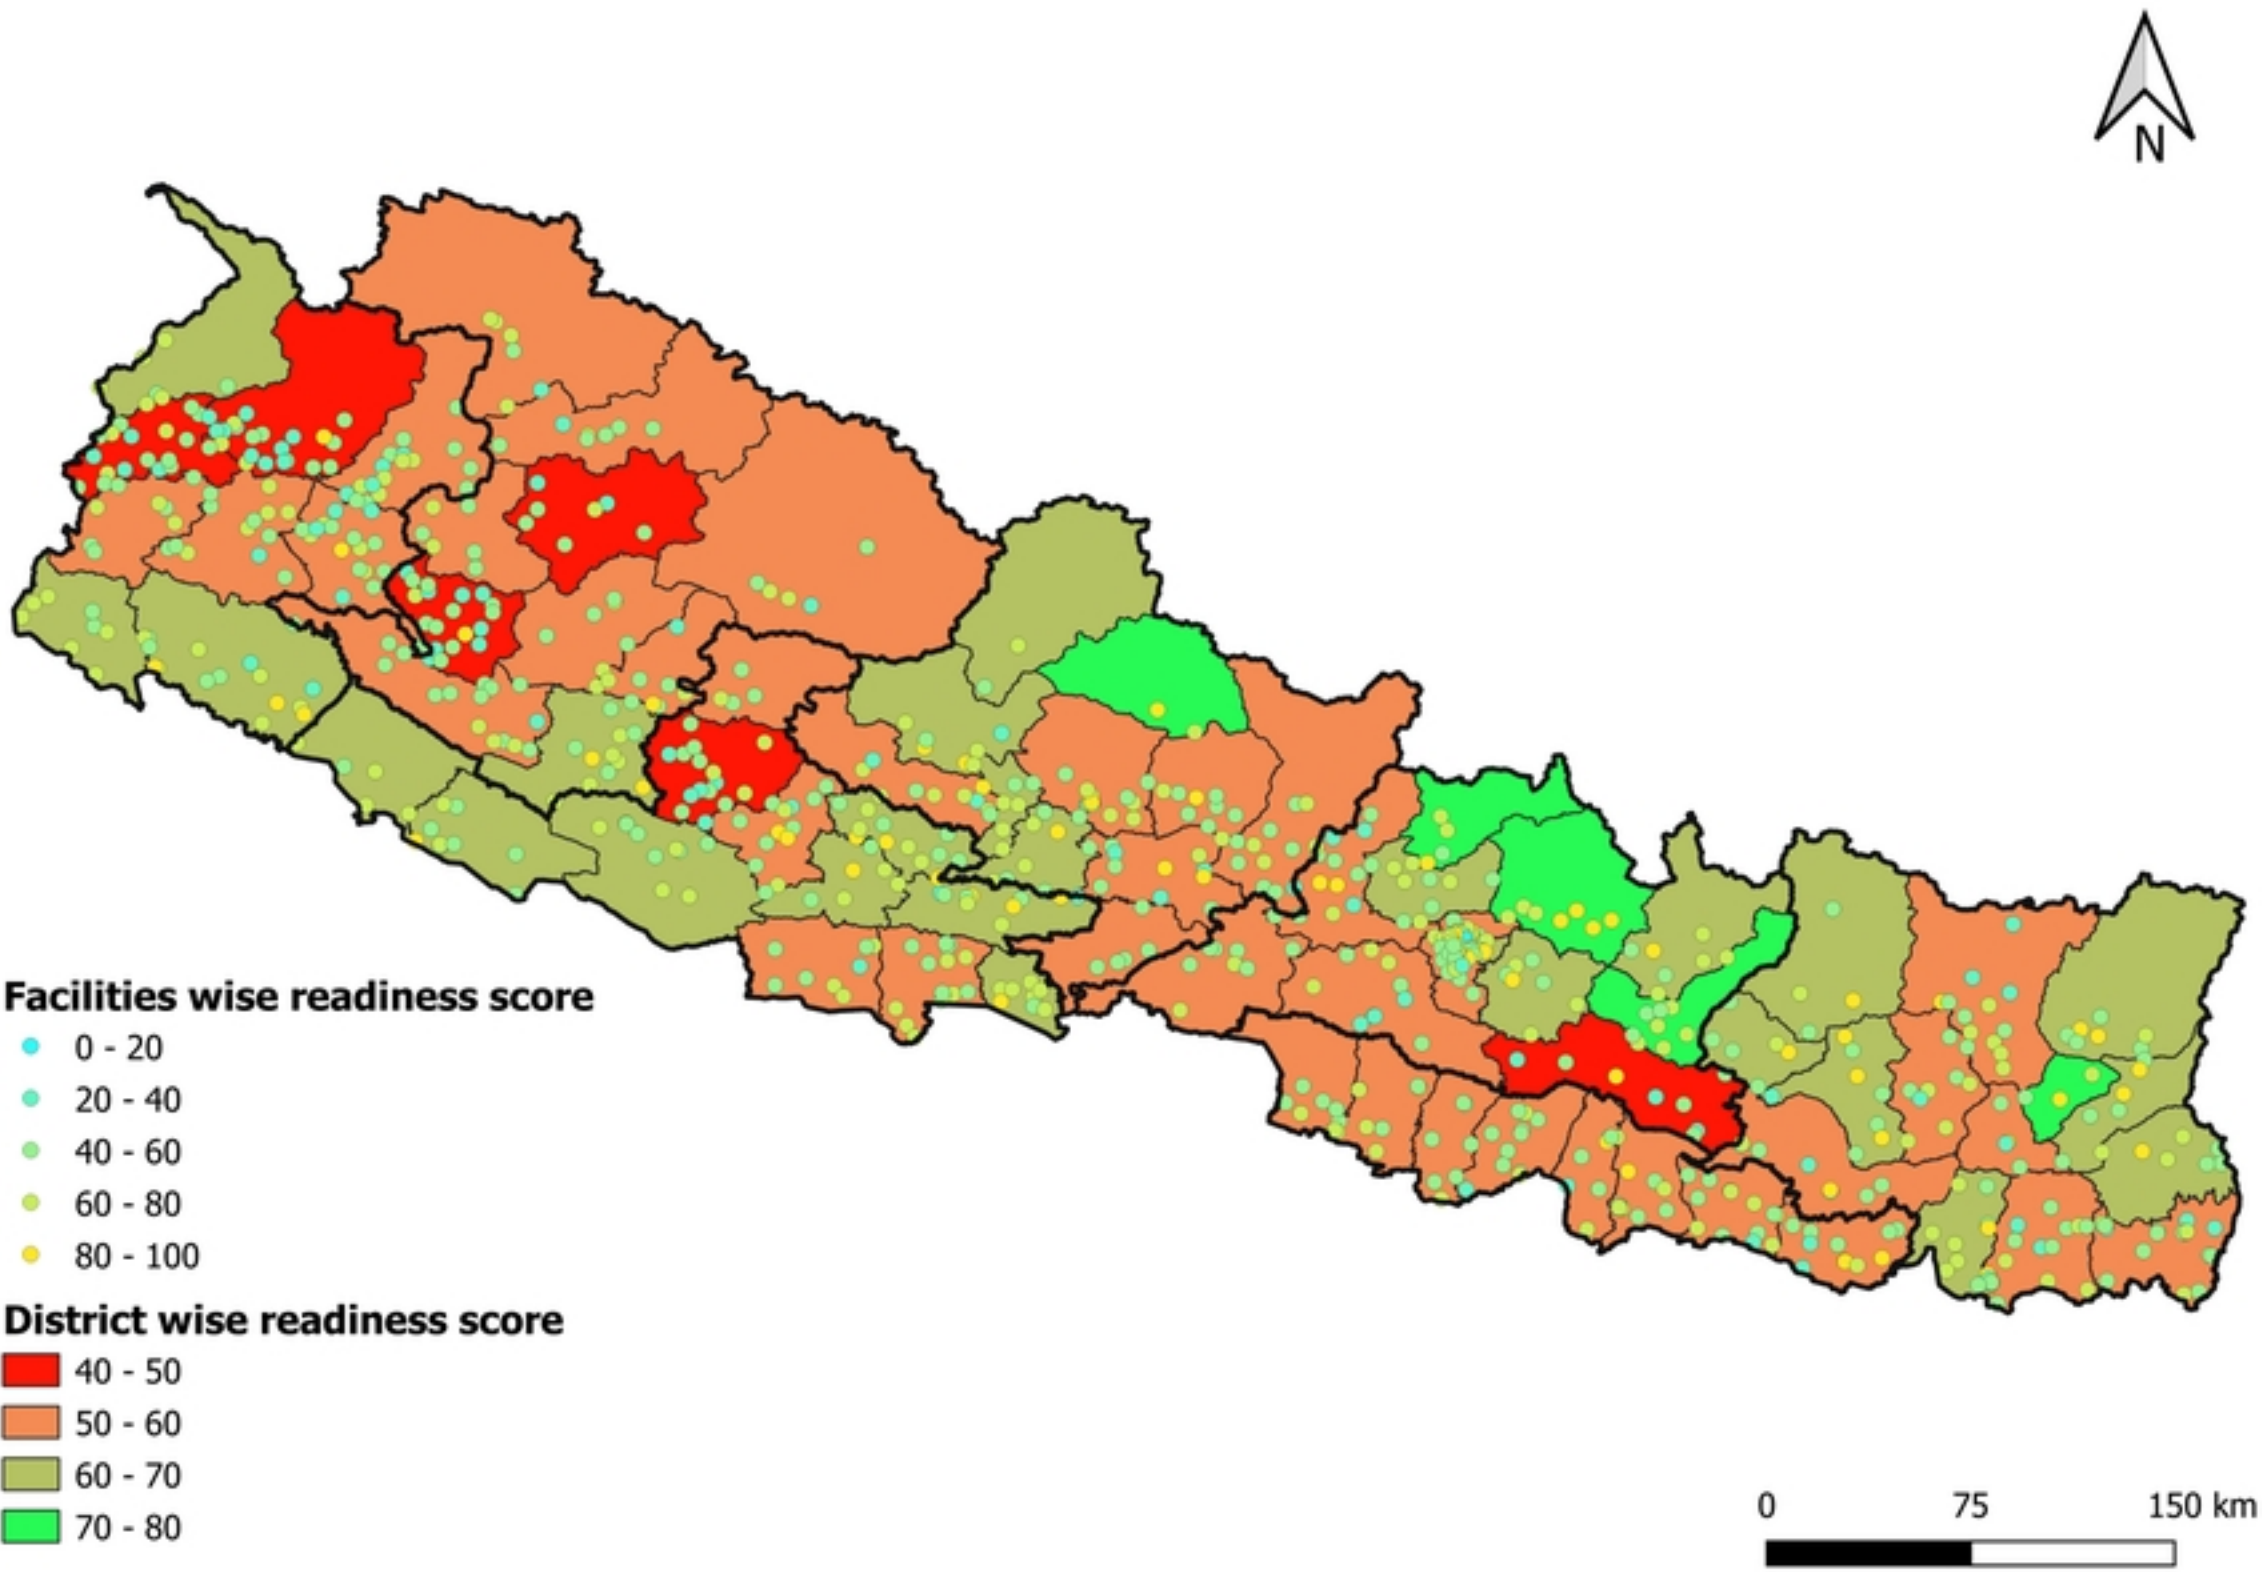 N
Facilities wise readiness score
0 - 20
20 - 40
40 - 60
60 - 80
80 - 100
District wise readiness score
40 - 50
50 - 60
60 - 70
70 - 80
0 75 150 km